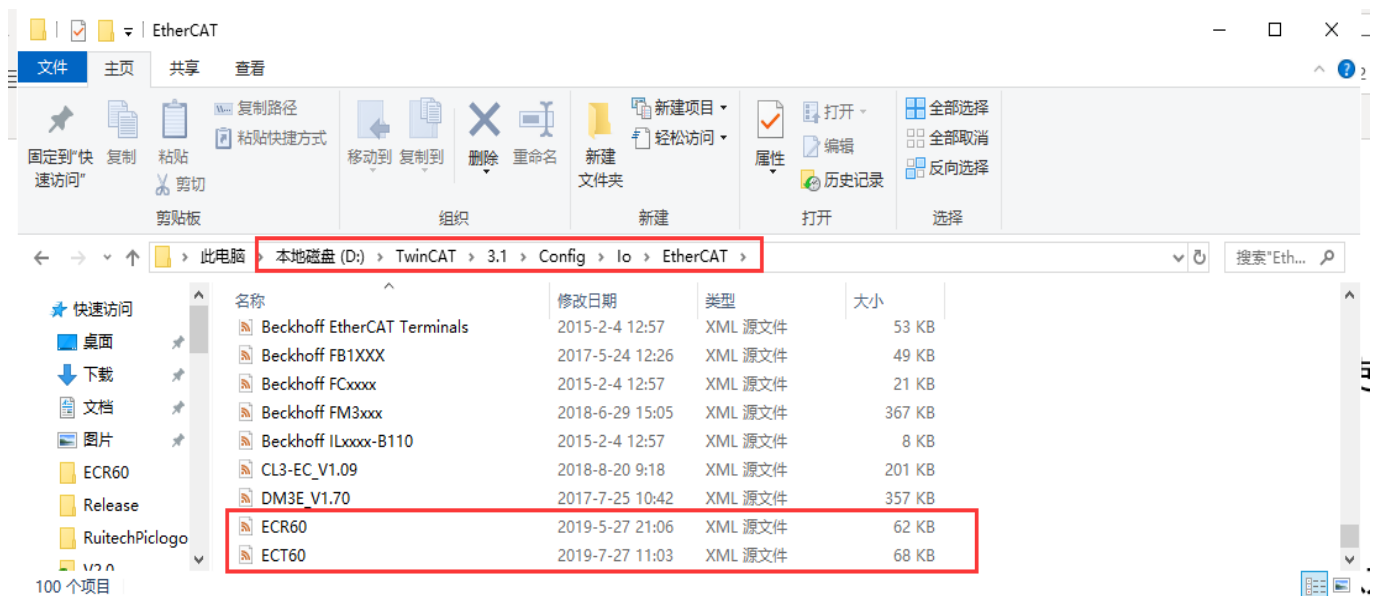 EtherCAT
文件 主页 共享 查看
固定到"快速访问"
复制
粘贴
复制路径
粘贴快捷方式
剪切
移动到
复制到
删除
重命名
新建文件夹
新建项目
轻松访问
属性
打开
编辑
历史记录
全部选择
全部取消
反向选择
剪贴板 组织 新建 打开 选择
此电脑 › 本地磁盘 (D:) › TwinCAT › 3.1 › Config › Io › EtherCAT ›
搜索"Eth...
名称 修改日期 类型 大小
快速访问
桌面
下载
文档
图片
ECR60
Release
RuitechPiclogo
V2.0
Beckhoff EtherCAT Terminals 2015-2-4 12:57 XML 源文件 53 KB
Beckhoff FB1XXX 2017-5-24 12:26 XML 源文件 49 KB
Beckhoff FCxxxx 2015-2-4 12:57 XML 源文件 21 KB
Beckhoff FM3xxx 2018-6-29 15:05 XML 源文件 367 KB
Beckhoff ILxxxx-B110 2015-2-4 12:57 XML 源文件 8 KB
CL3-EC_V1.09 2018-8-20 9:18 XML 源文件 201 KB
DM3E_V1.70 2017-7-25 10:42 XML 源文件 357 KB
ECR60 2019-5-27 21:06 XML 源文件 62 KB
ECT60 2019-7-27 11:03 XML 源文件 68 KB
100 个项目